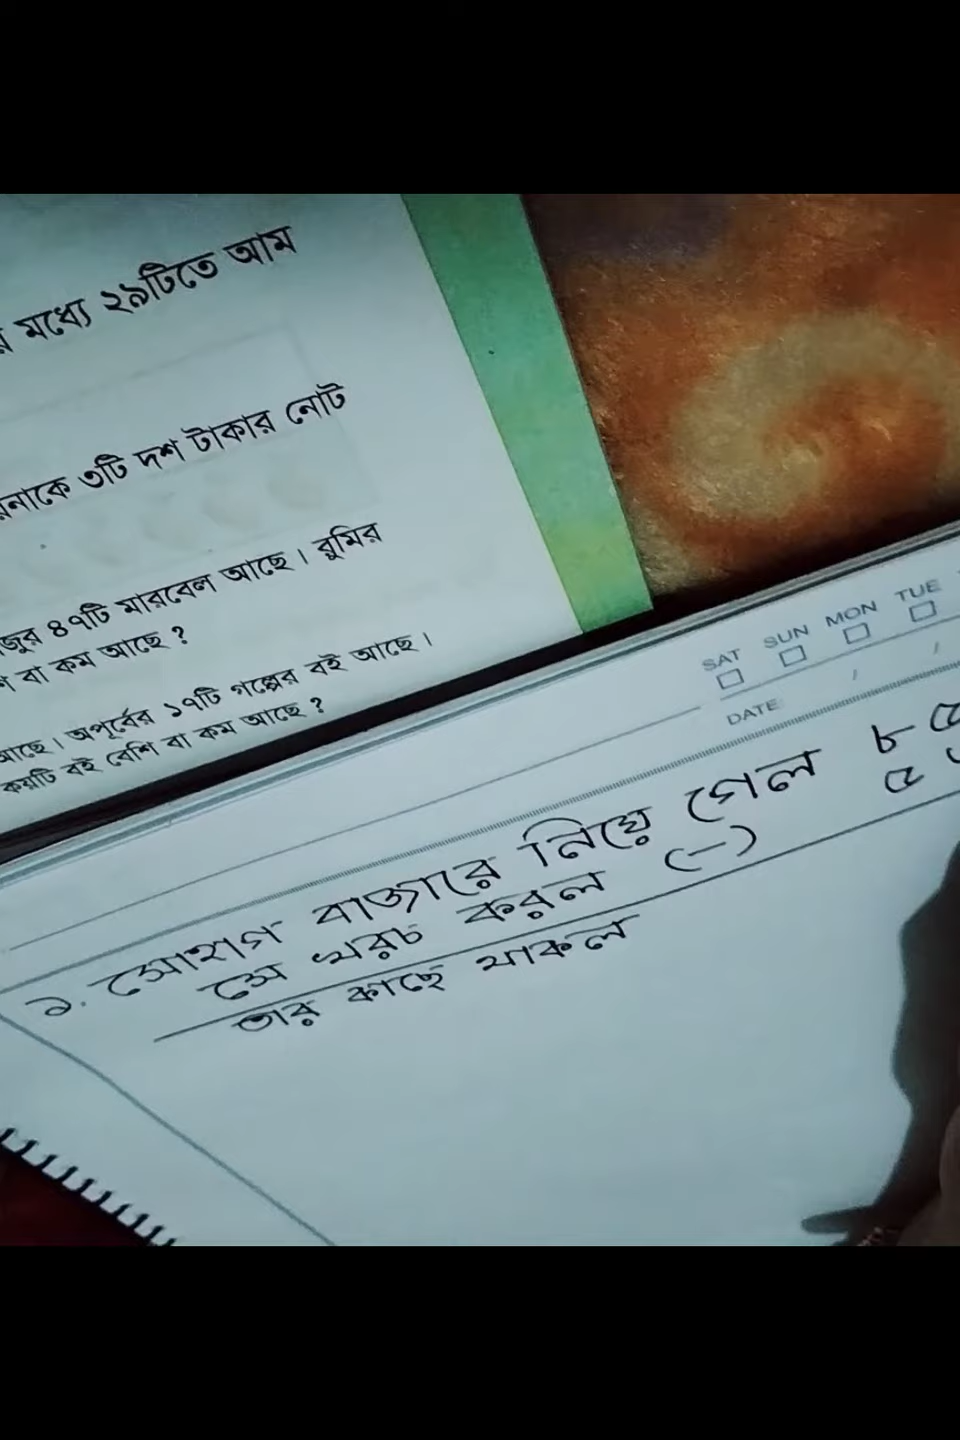 মধ্যে ২৯টিতে আম
৩টি দশ টাকার নোট
৪৭টি মারবেল আছে। রুমির
বা কম আছে?
আছে। অপূর্বের ১৭টি গল্পের বই আছে।
কয়টি বই বেশি বা কম আছে?
SAT SUN MON TUE
DATE / /
১. সোহাগ বাজারে নিয়ে গেল ৮৫
সে খরচ করল (-) ৫
তার কাছে থাকল